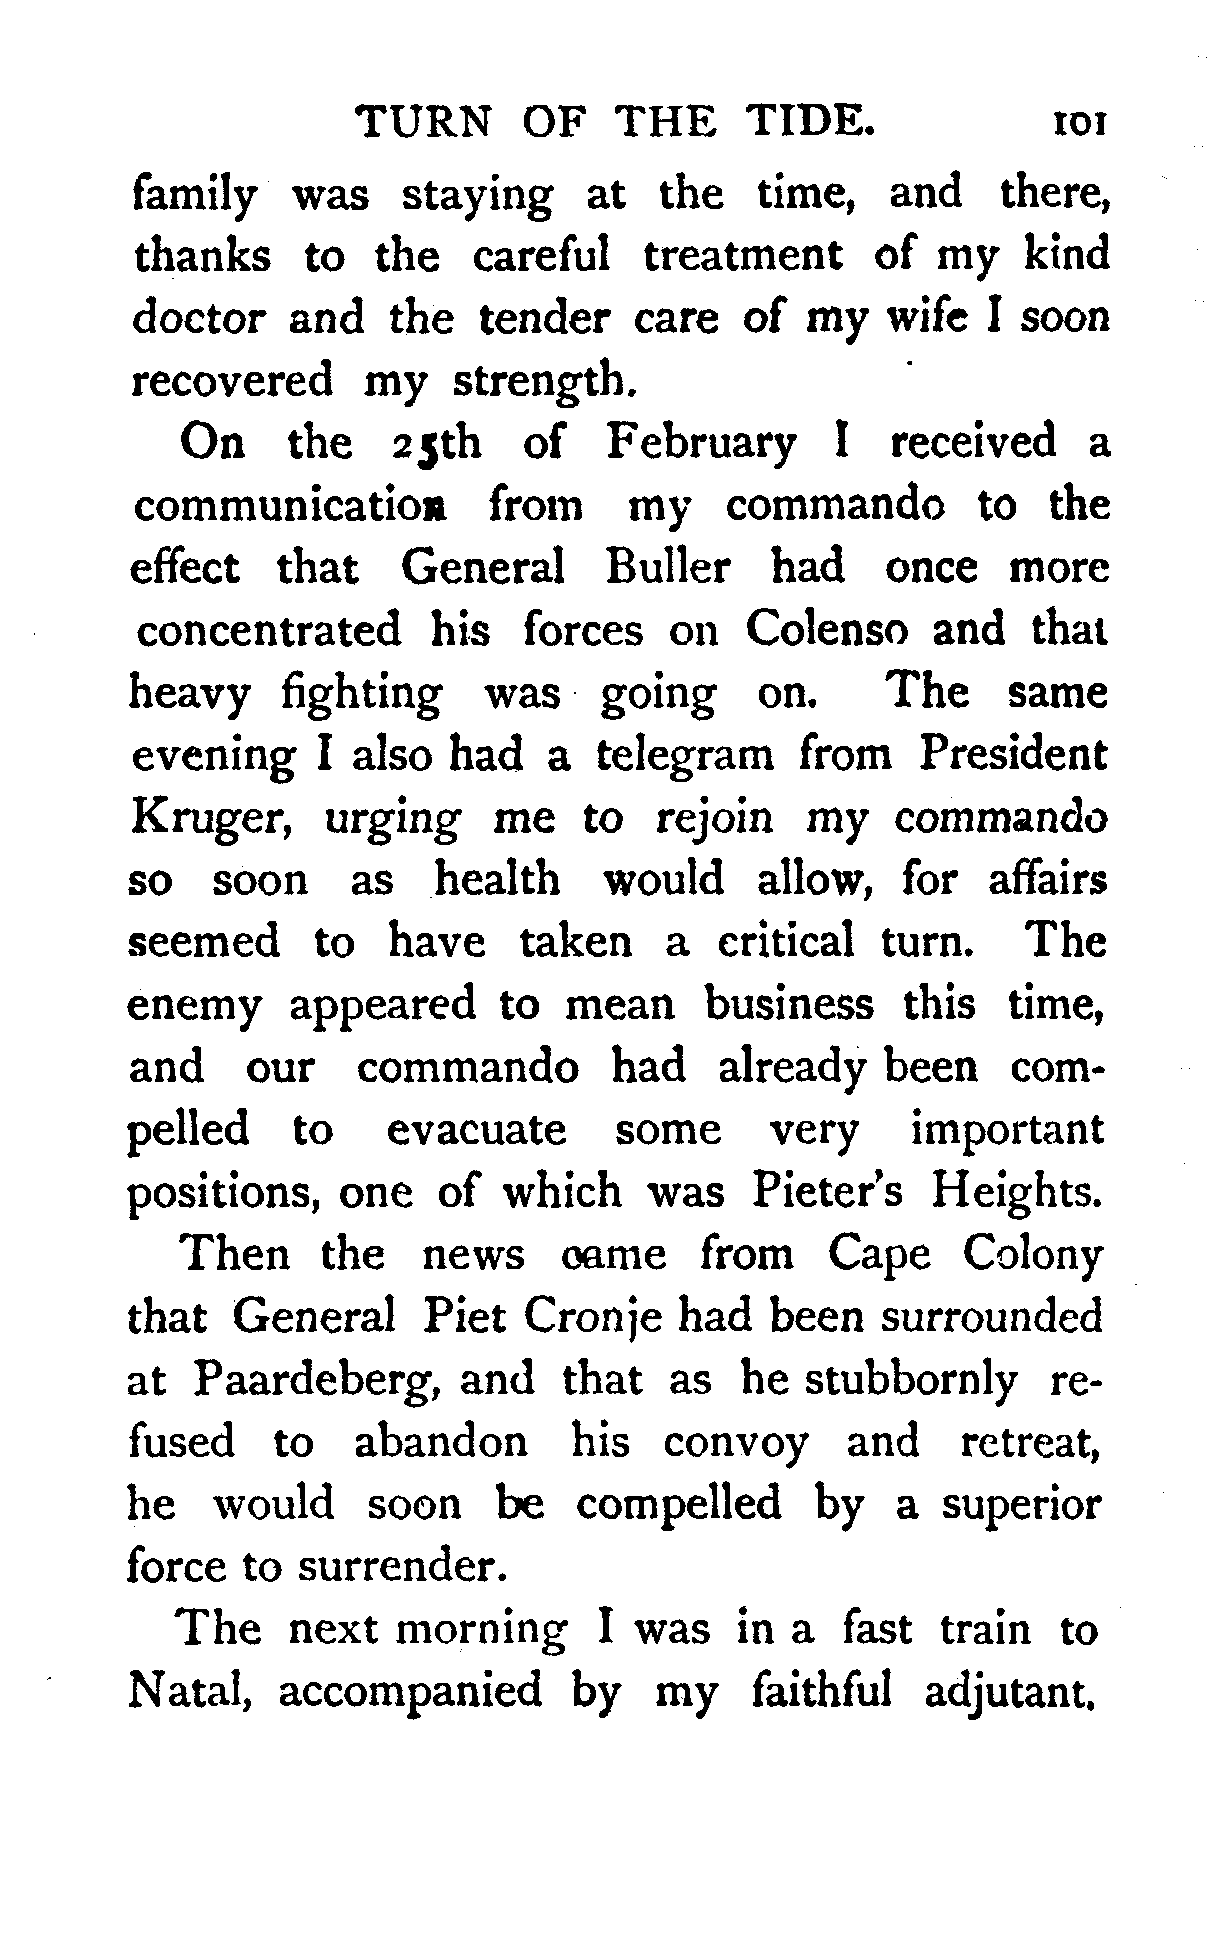 TURN OF THE TIDE. 101
family was staying at the time, and there,
thanks to the careful treatment of my kind
doctor and the tender care of my wife I soon
recovered my strength.
On the 25th of February I received a
communication from my commando to the
effect that General Buller had once more
concentrated his forces on Colenso and that
heavy fighting was going on. The same
evening I also had a telegram from President
Kruger, urging me to rejoin my commando
so soon as health would allow, for affairs
seemed to have taken a critical turn. The
enemy appeared to mean business this time,
and our commando had already been com-
pelled to evacuate some very important
positions, one of which was Pieter's Heights.
Then the news came from Cape Colony
that General Piet Cronje had been surrounded
at Paardeberg, and that as he stubbornly re-
fused to abandon his convoy and retreat,
he would soon be compelled by a superior
force to surrender.
The next morning I was in a fast train to
Natal, accompanied by my faithful adjutant.